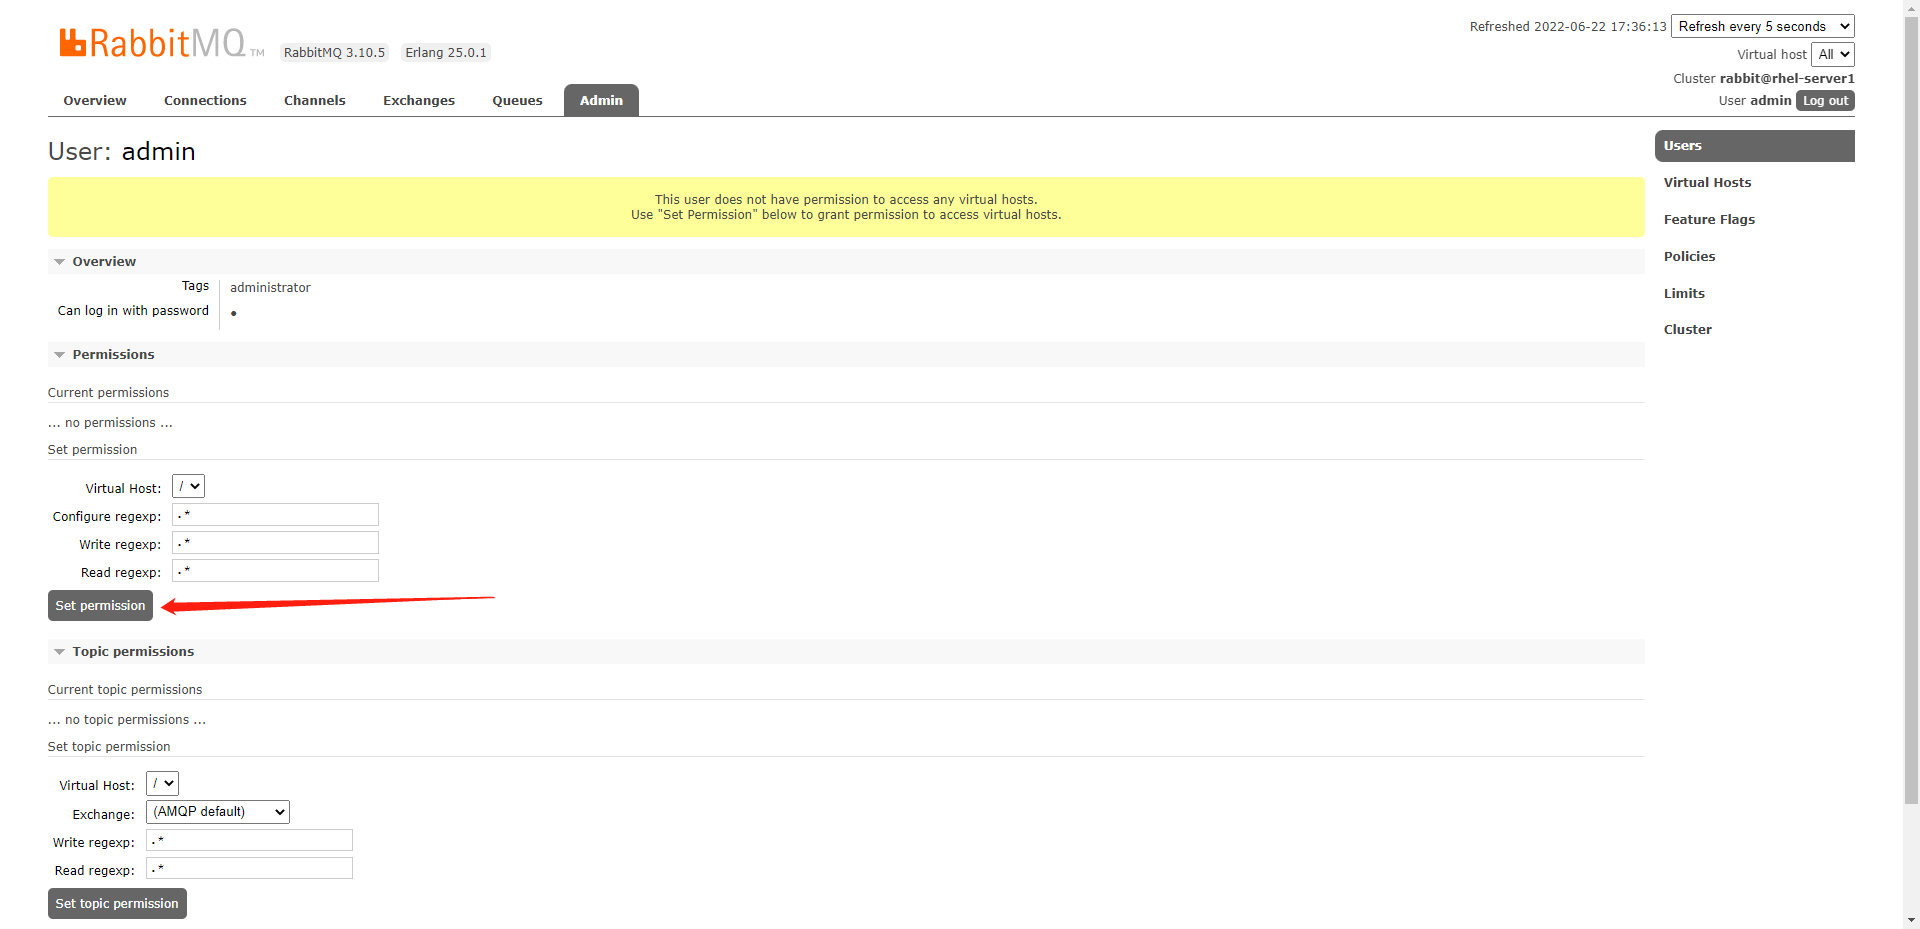 RabbitMQ TM RabbitMQ 3.10.5 Erlang 25.0.1
Refreshed 2022-06-22 17:36:13 Refresh every 5 seconds
Virtual host All
Cluster rabbit@rhel-server1
User admin Log out
Overview Connections Channels Exchanges Queues Admin
User: admin
This user does not have permission to access any virtual hosts.
Use "Set Permission" below to grant permission to access virtual hosts.
Overview
Tags administrator
Can log in with password •
Permissions
Current permissions
... no permissions ...
Set permission
Virtual Host: /
Configure regexp: .*
Write regexp: .*
Read regexp: .*
Set permission
Topic permissions
Current topic permissions
... no topic permissions ...
Set topic permission
Virtual Host: /
Exchange: (AMQP default)
Write regexp: .*
Read regexp: .*
Set topic permission
Users
Virtual Hosts
Feature Flags
Policies
Limits
Cluster